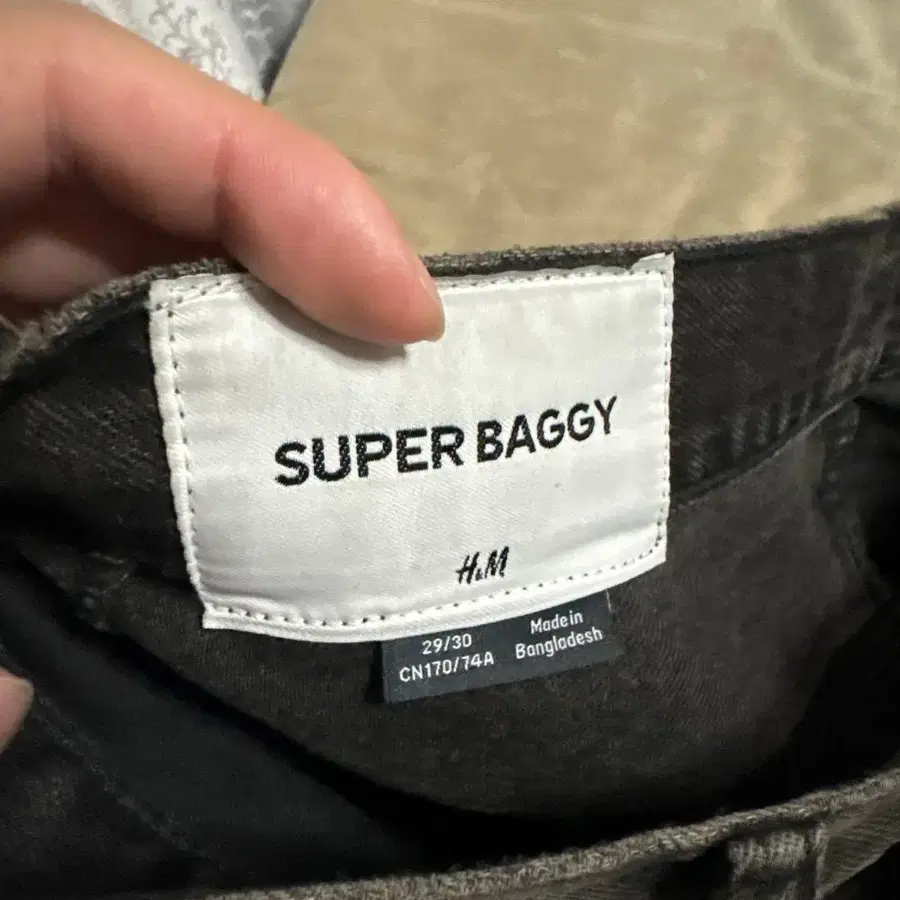 SUPER BAGGY
H&M
29/30
CN170/74A
Made in
Bangladesh